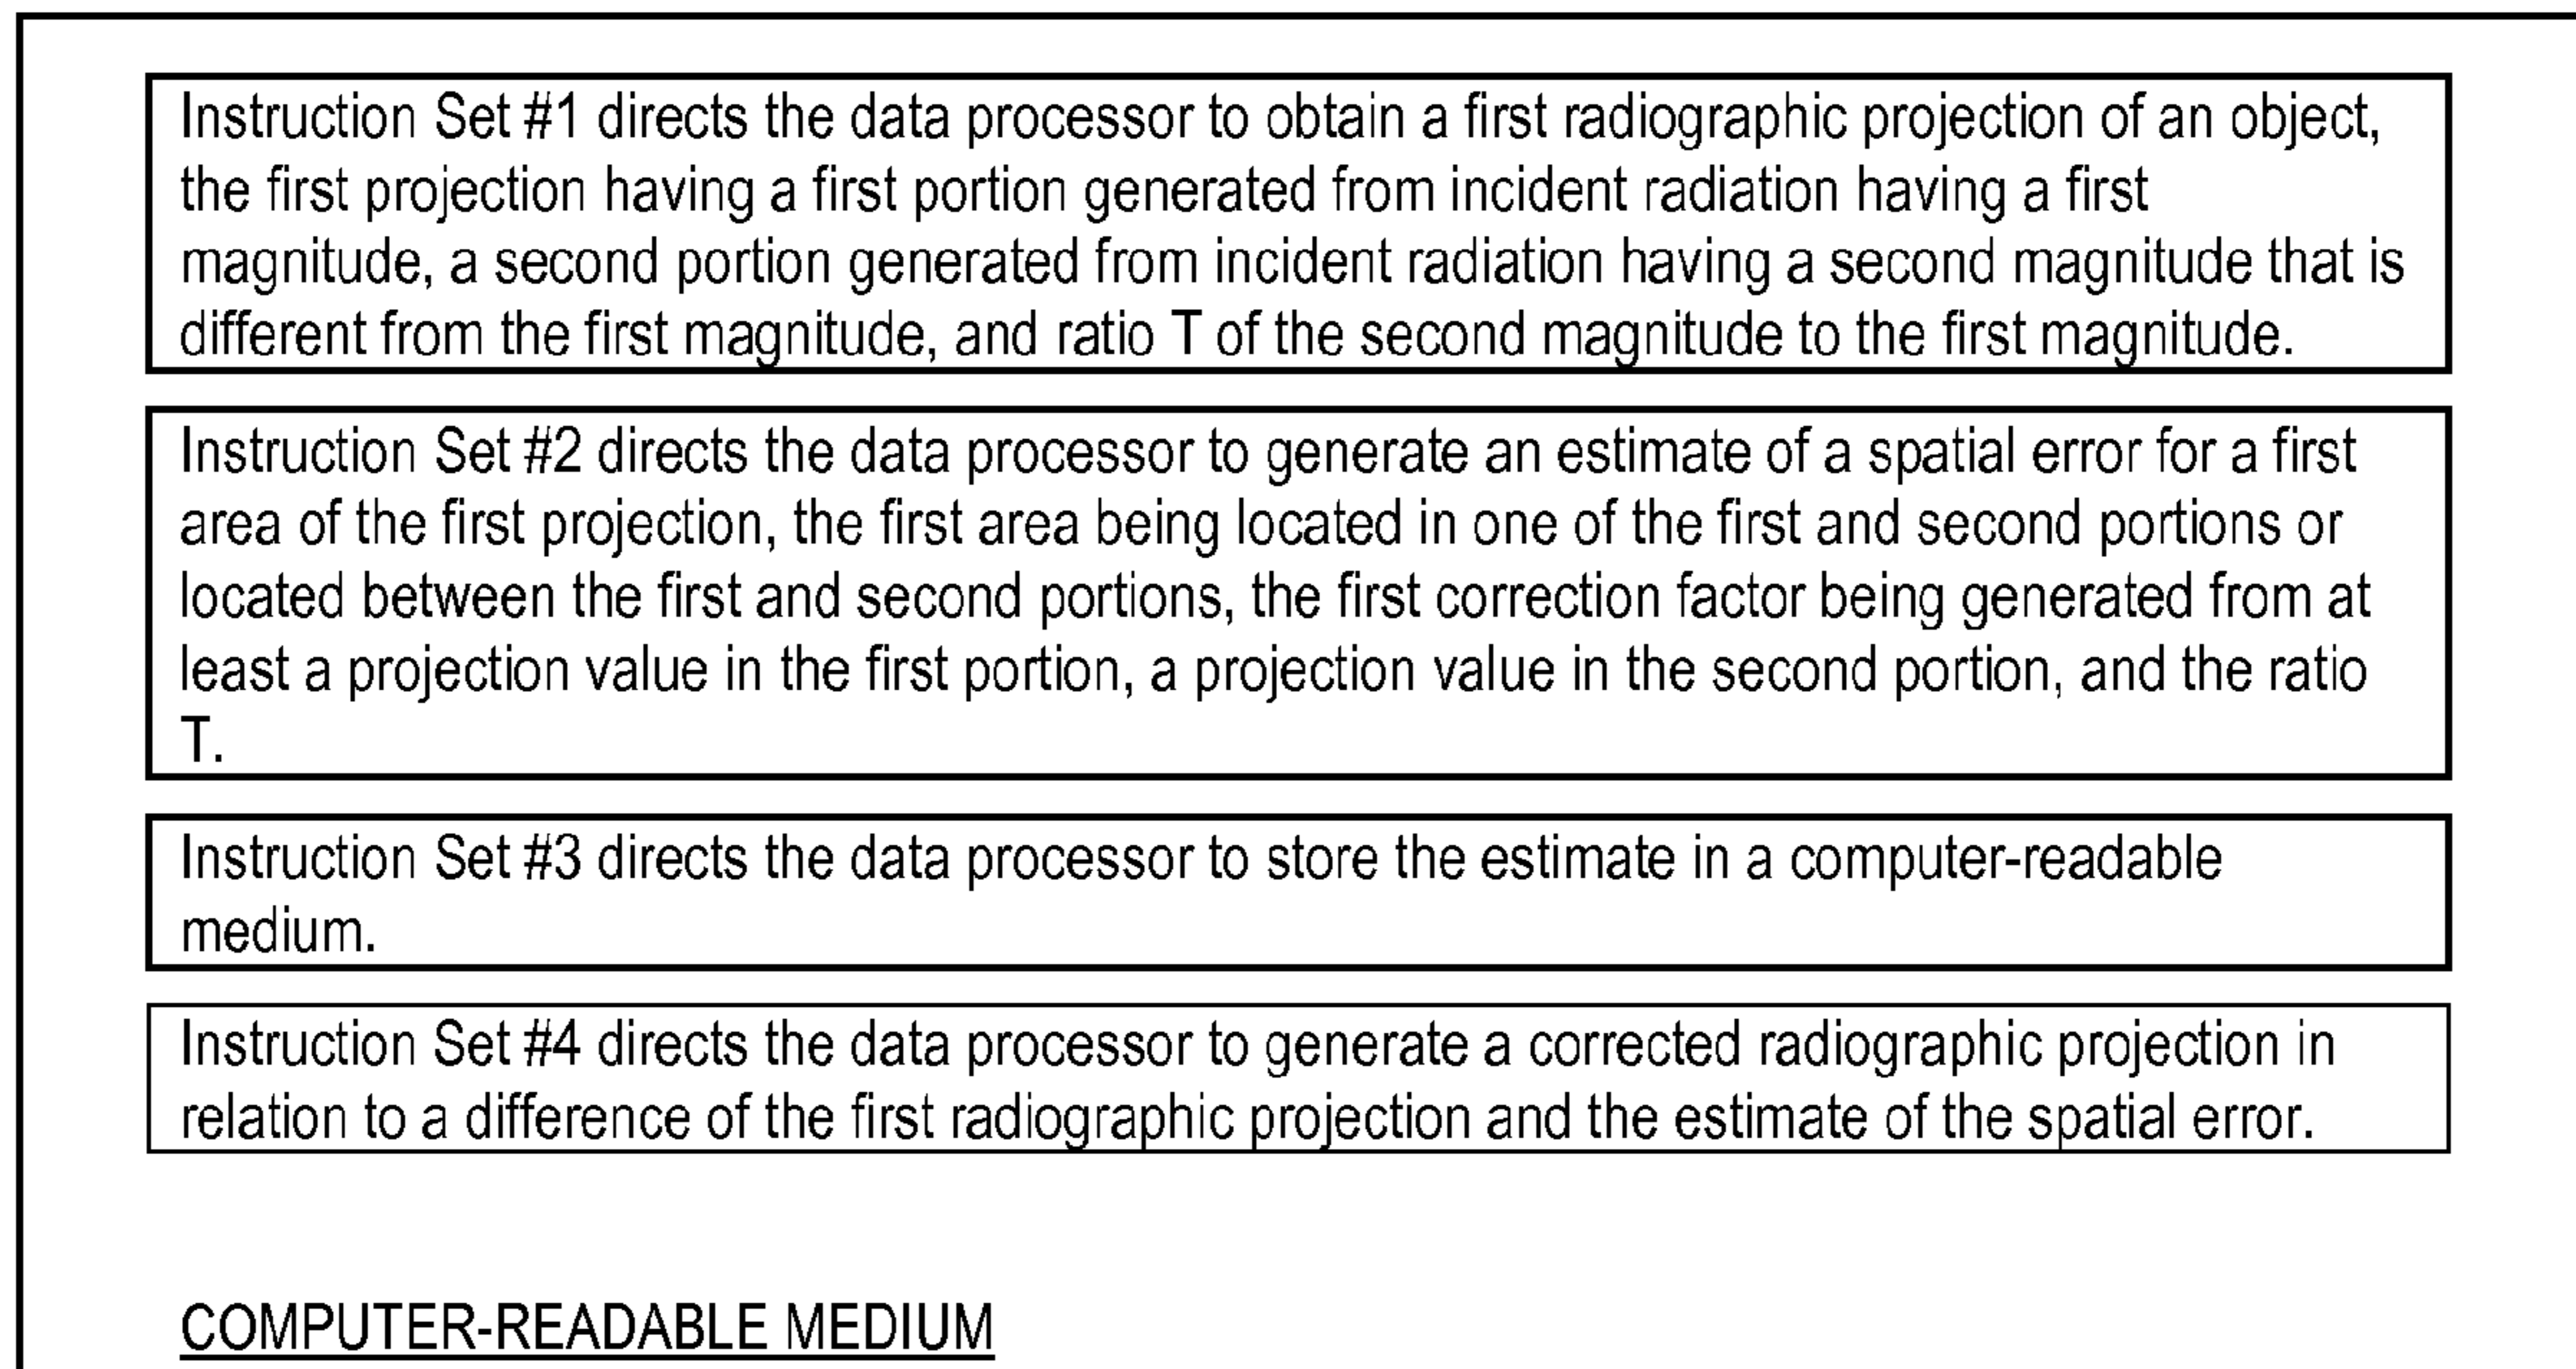 Instruction Set #1 directs the data processor to obtain a first radiographic projection of an object,
the first projection having a first portion generated from incident radiation having a first
magnitude, a second portion generated from incident radiation having a second magnitude that is
different from the first magnitude, and ratio T of the second magnitude to the first magnitude.
Instruction Set #2 directs the data processor to generate an estimate of a spatial error for a first
area of the first projection, the first area being located in one of the first and second portions or
located between the first and second portions, the first correction factor being generated from at
least a projection value in the first portion, a projection value in the second portion, and the ratio
T.
Instruction Set #3 directs the data processor to store the estimate in a computer-readable
medium.
Instruction Set #4 directs the data processor to generate a corrected radiographic projection in
relation to a difference of the first radiographic projection and the estimate of the spatial error.
COMPUTER-READABLE MEDIUM